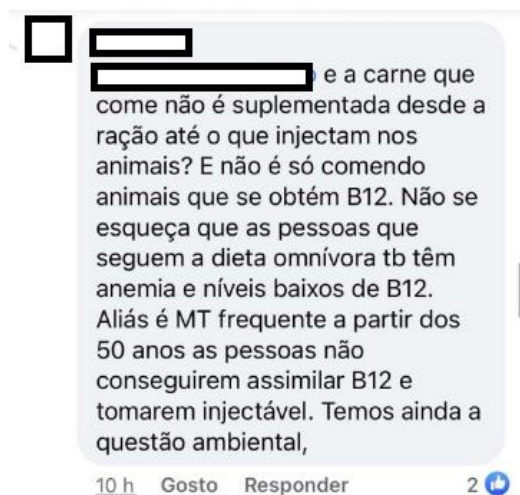 e a carne que
come não é suplementada desde a
ração até o que injectam nos
animais? E não é só comendo
animais que se obtém B12. Não se
esqueça que as pessoas que
seguem a dieta omnívora tb têm
anemia e níveis baixos de B12.
Aliás é MT frequente a partir dos
50 anos as pessoas não
conseguirem assimilar B12 e
tomarem injectável. Temos ainda a
questão ambiental,
10 h Gosto Responder 2